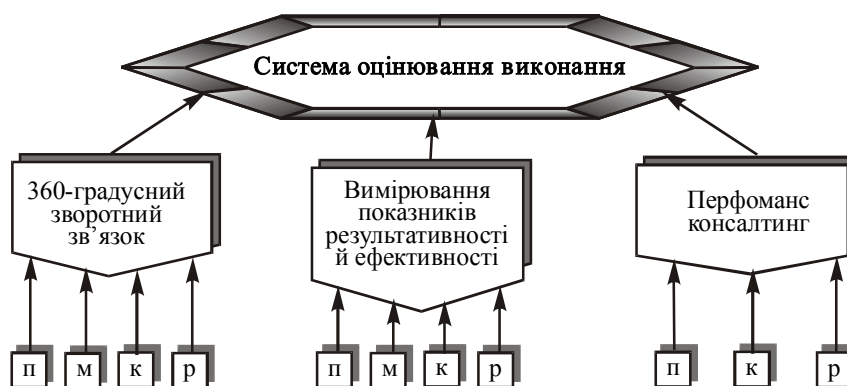 Система оцінювання виконання
360-градусний
зворотний
зв’язок
Вимірювання
показників
результативності
й ефективності
Перфоманс
консалтинг
п м к р
п м к р
п к р